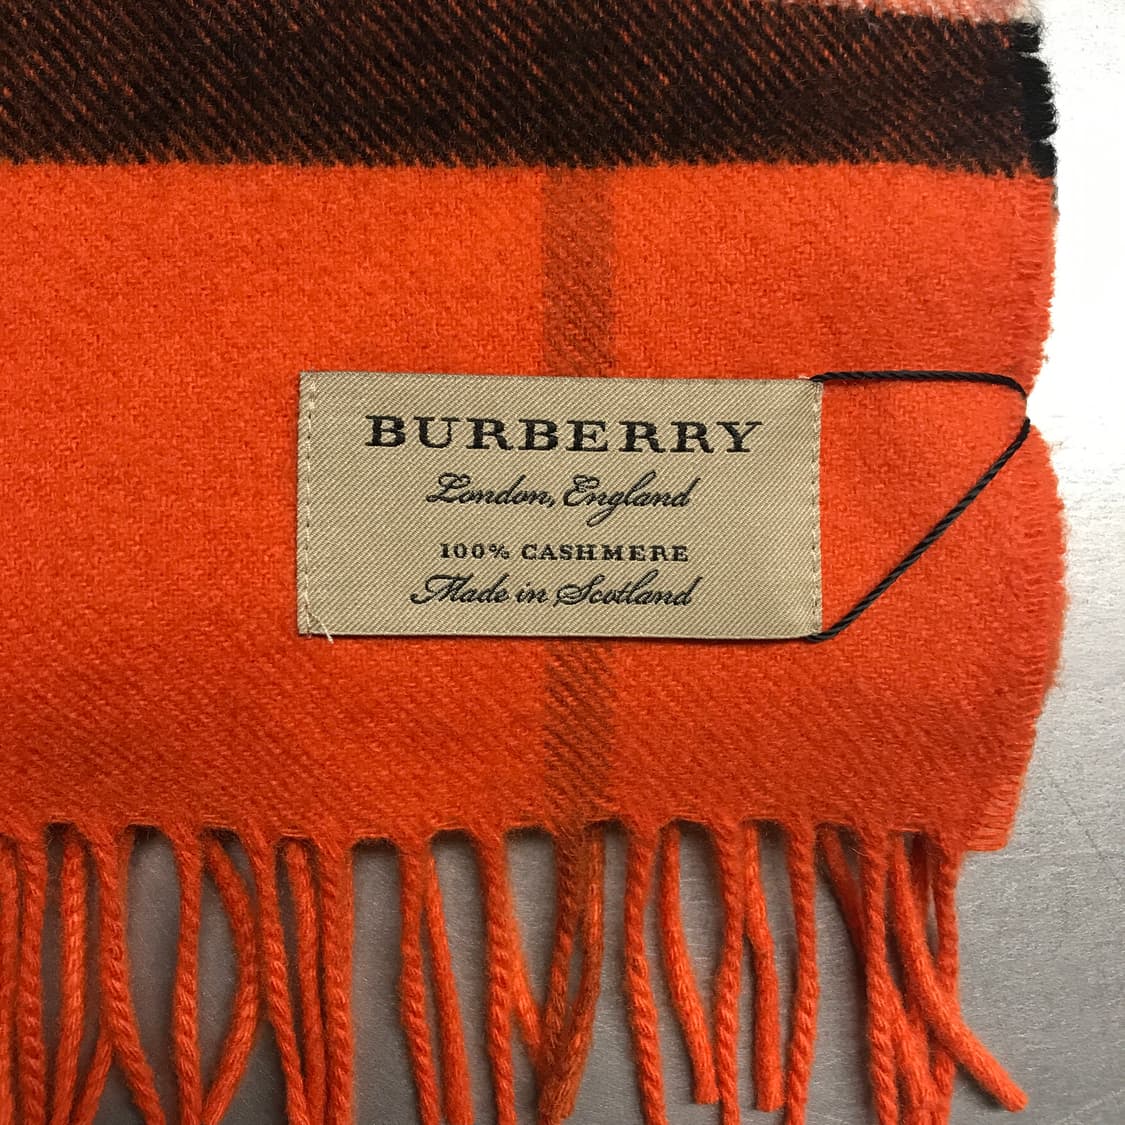 BURBERRY
London, England
100% CASHMERE
Made in Scotland